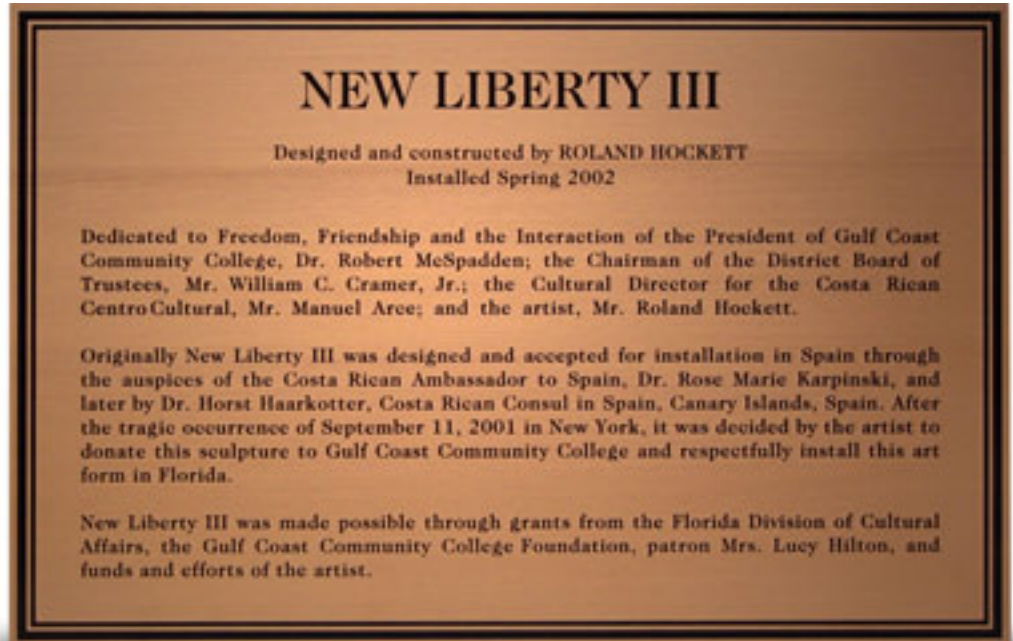 NEW LIBERTY III
Designed and constructed by ROLAND HOCKETT
Installed Spring 2002
Dedicated to Freedom, Friendship and the Interaction of the President of Gulf Coast
Community College, Dr. Robert McSpadden; the Chairman of the District Board of
Trustees, Mr. William C. Cramer, Jr.; the Cultural Director for the Costa Rican
Centro Cultural, Mr. Manuel Arce; and the artist, Mr. Roland Hockett.
Originally New Liberty III was designed and accepted for installation in Spain through
the auspices of the Costa Rican Ambassador to Spain, Dr. Rose Marie Karpinski, and
later by Dr. Horst Haarkotter, Costa Rican Consul in Spain, Canary Islands, Spain. After
the tragic occurrence of September 11, 2001 in New York, it was decided by the artist to
donate this sculpture to Gulf Coast Community College and respectfully install this art
form in Florida.
New Liberty III was made possible through grants from the Florida Division of Cultural
Affairs, the Gulf Coast Community College Foundation, patron Mrs. Lucy Hilton, and
funds and efforts of the artist.